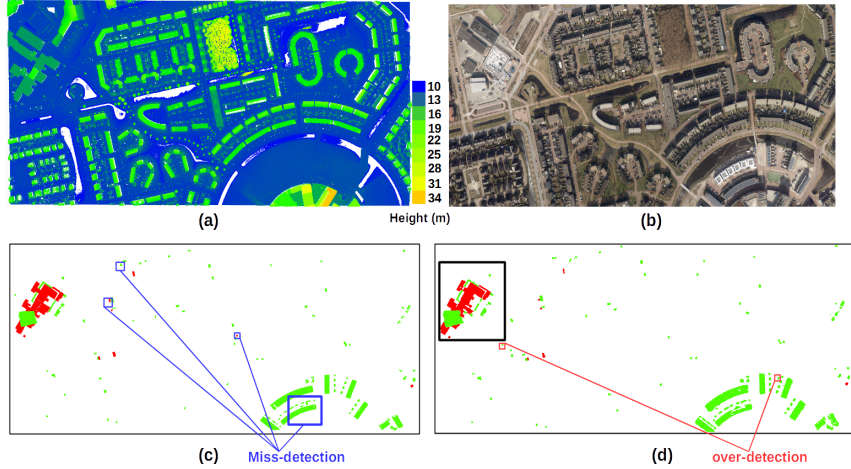 10
13
16
19
22
25
28
31
34
Height (m)
(a)
(b)
(c)
Miss-detection
(d)
over-detection